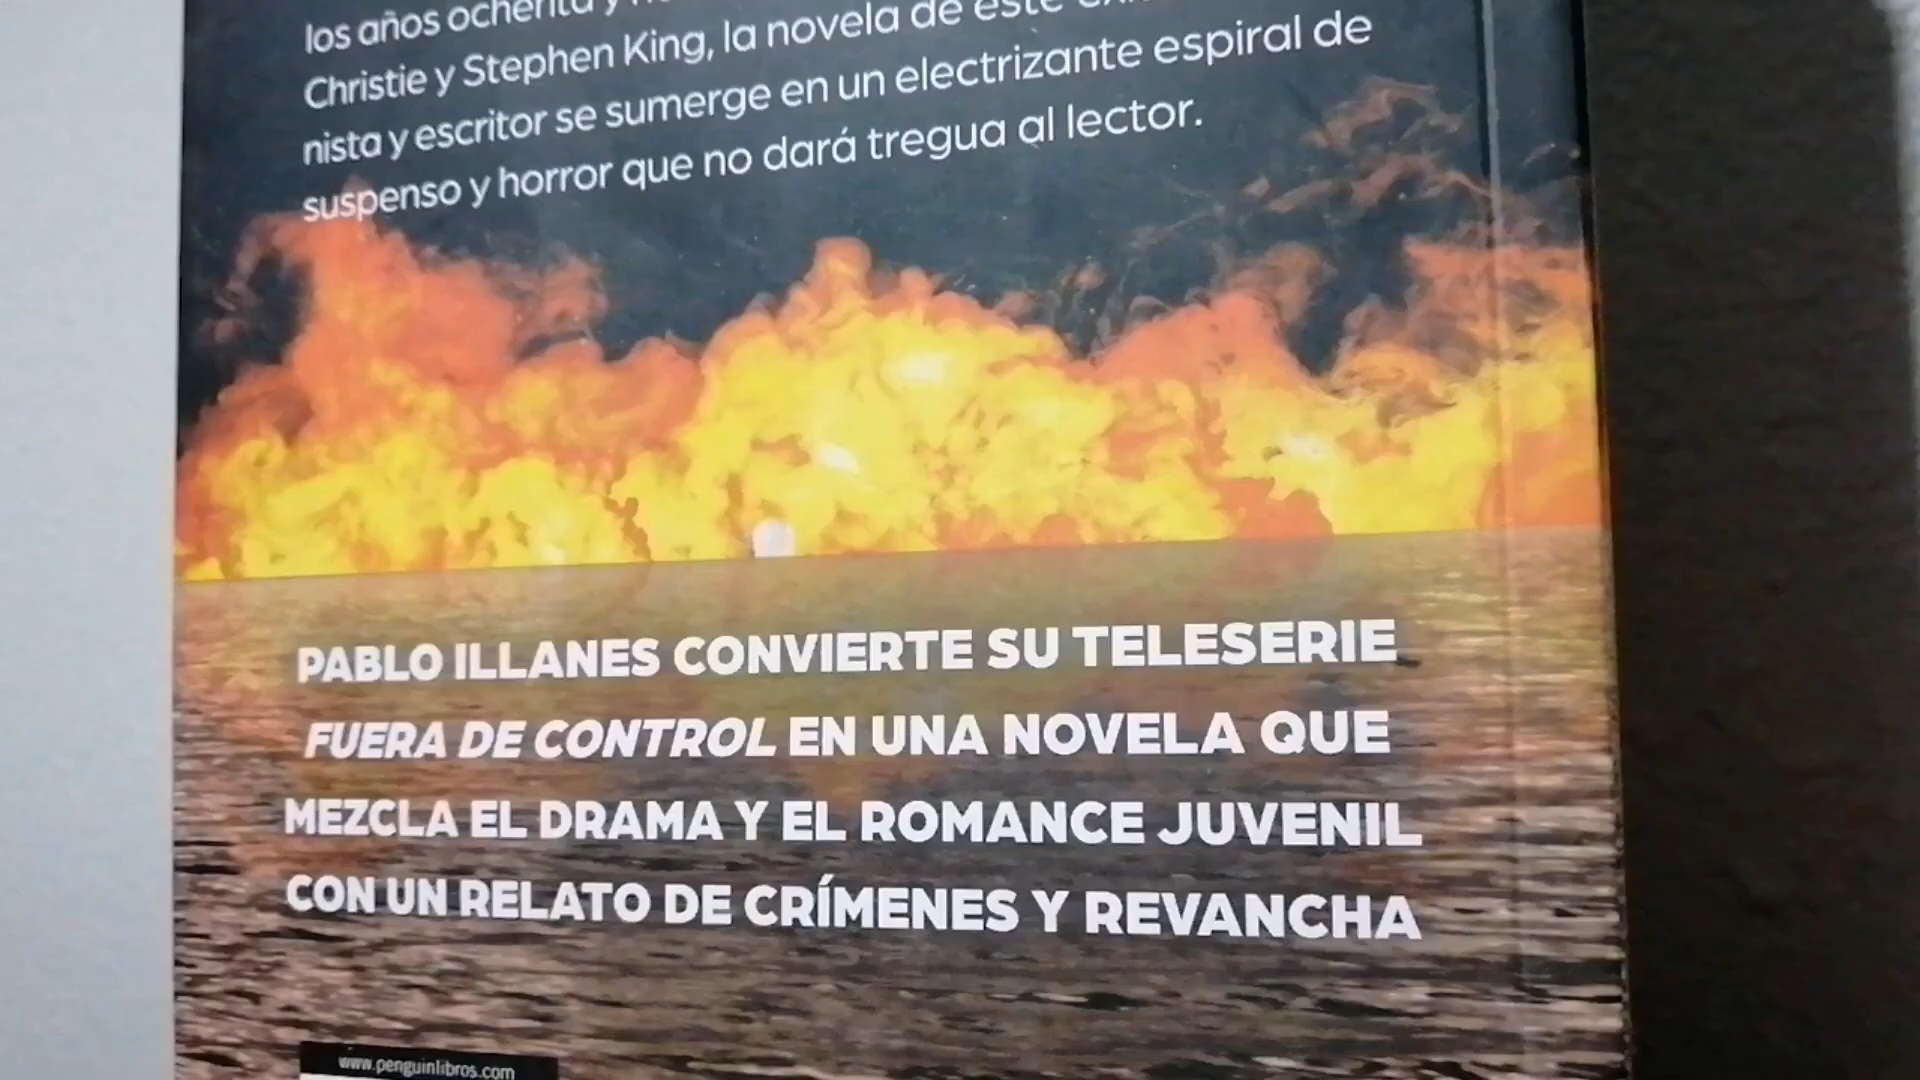 los años ochenta y
Christie y Stephen King, la novela de este
nista y escritor se sumerge en un electrizante espiral de
suspenso y horror que no dará tregua al lector.
PABLO ILLANES CONVIERTE SU TELESERIE
FUERA DE CONTROL EN UNA NOVELA QUE
MEZCLA EL DRAMA Y EL ROMANCE JUVENIL
CON UN RELATO DE CRÍMENES Y REVANCHA
www.penguinlibros.com